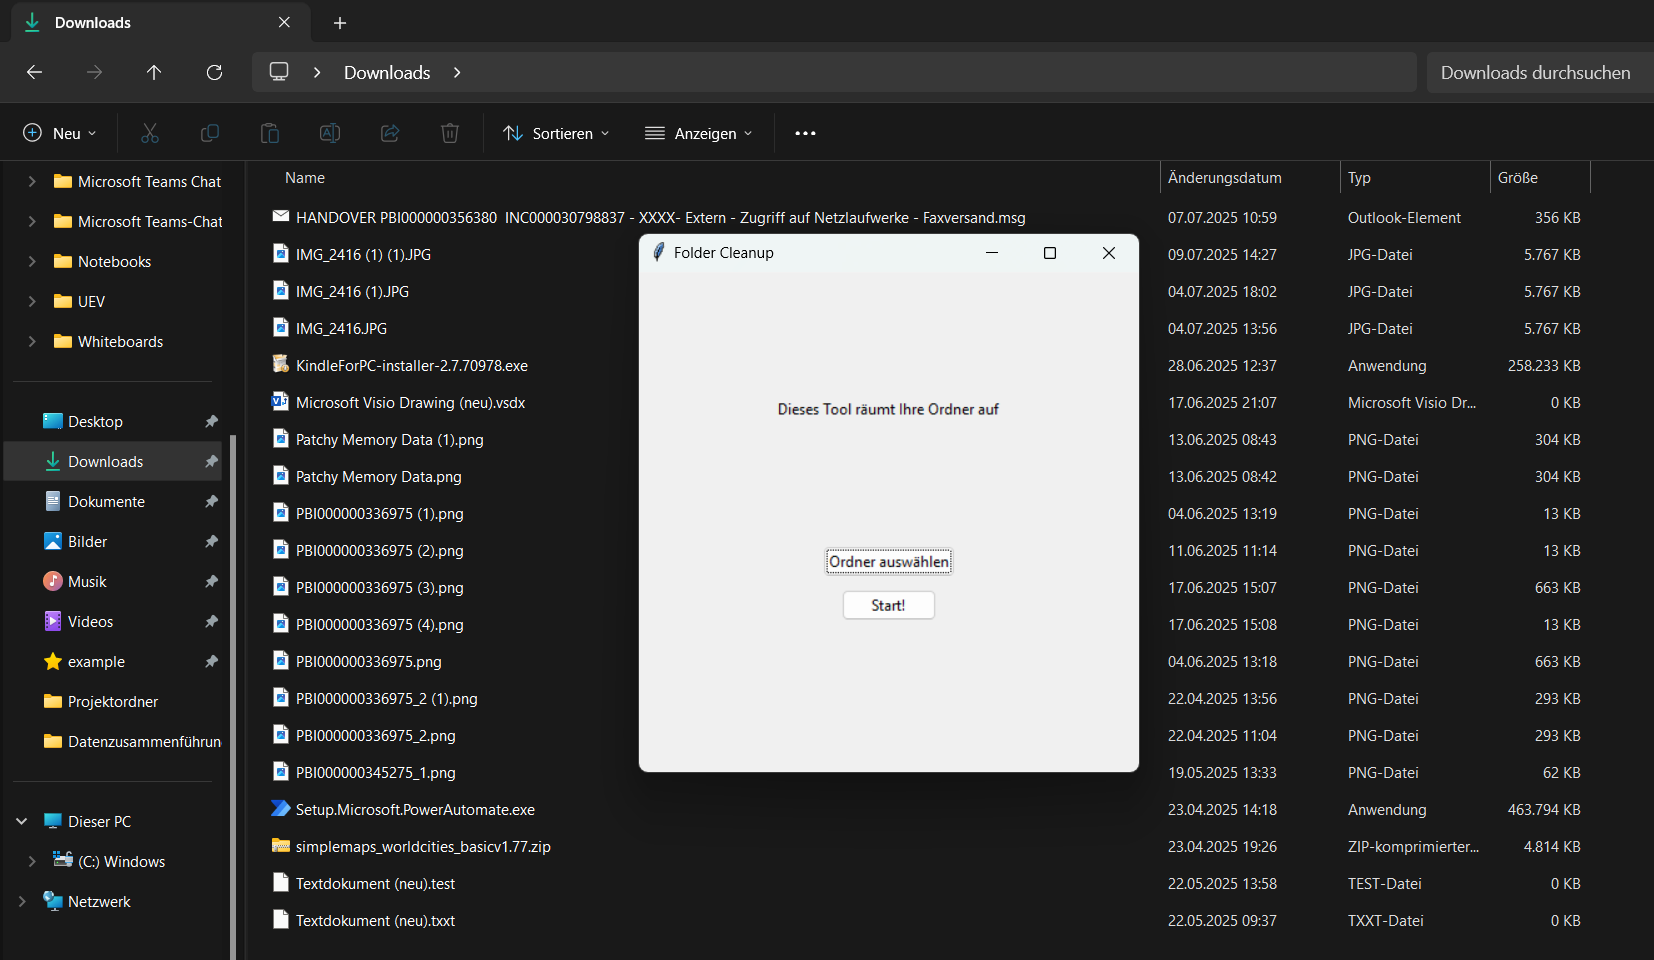 Downloads
Downloads
Downloads durchsuchen
Neu
Sortieren
Anzeigen
Microsoft Teams Chat
Microsoft Teams-Chat
Notebooks
UEV
Whiteboards
Desktop
Downloads
Dokumente
Bilder
Musik
Videos
example
Projektordner
Datenzusammenführun
Dieser PC
(C:) Windows
Netzwerk
Name Änderungsdatum Typ Größe
HANDOVER PBI000000356380  INC000030798837 - XXXX- Extern - Zugriff auf Netzlaufwerke - Faxversand.msg 07.07.2025 10:59 Outlook-Element 356 KB
IMG_2416 (1) (1).JPG 09.07.2025 14:27 JPG-Datei 5.767 KB
IMG_2416 (1).JPG 04.07.2025 18:02 JPG-Datei 5.767 KB
IMG_2416.JPG 04.07.2025 13:56 JPG-Datei 5.767 KB
KindleForPC-installer-2.7.70978.exe 28.06.2025 12:37 Anwendung 258.233 KB
Microsoft Visio Drawing (neu).vsdx 17.06.2025 21:07 Microsoft Visio Dr... 0 KB
Patchy Memory Data (1).png 13.06.2025 08:43 PNG-Datei 304 KB
Patchy Memory Data.png 13.06.2025 08:42 PNG-Datei 304 KB
PBI000000336975 (1).png 04.06.2025 13:19 PNG-Datei 13 KB
PBI000000336975 (2).png 11.06.2025 11:14 PNG-Datei 13 KB
PBI000000336975 (3).png 17.06.2025 15:07 PNG-Datei 663 KB
PBI000000336975 (4).png 17.06.2025 15:08 PNG-Datei 13 KB
PBI000000336975.png 04.06.2025 13:18 PNG-Datei 663 KB
PBI000000336975_2 (1).png 22.04.2025 13:56 PNG-Datei 293 KB
PBI000000336975_2.png 22.04.2025 11:04 PNG-Datei 293 KB
PBI000000345275_1.png 19.05.2025 13:33 PNG-Datei 62 KB
Setup.Microsoft.PowerAutomate.exe 23.04.2025 14:18 Anwendung 463.794 KB
simplemaps_worldcities_basicv1.77.zip 23.04.2025 19:26 ZIP-komprimierter... 4.814 KB
Textdokument (neu).test 22.05.2025 13:58 TEST-Datei 0 KB
Textdokument (neu).txxt 22.05.2025 09:37 TXXT-Datei 0 KB
Folder Cleanup
Dieses Tool räumt Ihre Ordner auf
Ordner auswählen
Start!